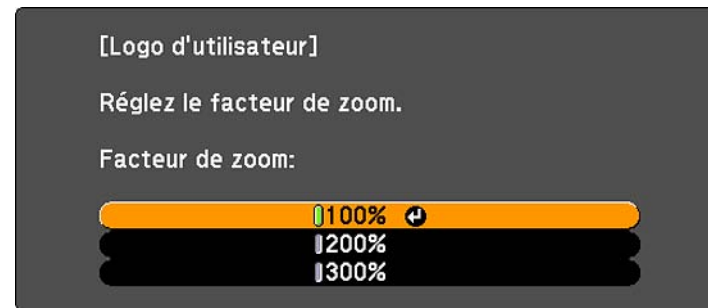 [Logo d'utilisateur]
Réglez le facteur de zoom.
Facteur de zoom:
100%
200%
300%